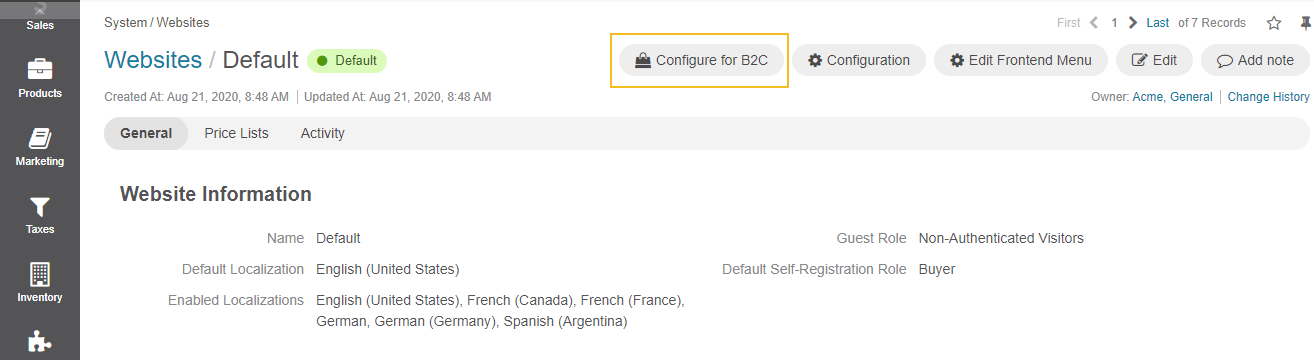 Sales
Products
Marketing
Taxes
Inventory
System / Websites
First 1 Last of 7 Records
Websites / Default Default
Configure for B2C Configuration Edit Frontend Menu Edit Add note
Created At: Aug 21, 2020, 8:48 AM Updated At: Aug 21, 2020, 8:48 AM
Owner: Acme, General Change History
General Price Lists Activity
Website Information
Name Default
Default Localization English (United States)
Enabled Localizations English (United States), French (Canada), French (France),
German, German (Germany), Spanish (Argentina)
Guest Role Non-Authenticated Visitors
Default Self-Registration Role Buyer